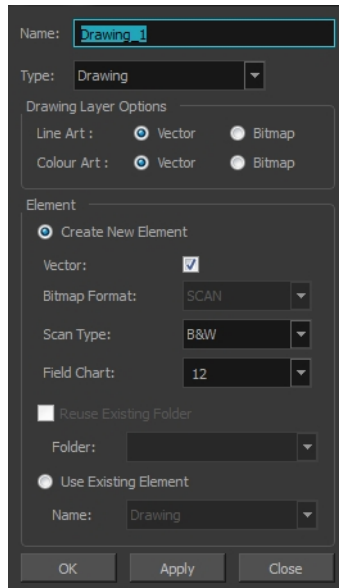 Name: Drawing_1
Type: Drawing
Drawing Layer Options
Line Art : Vector Bitmap
Colour Art : Vector Bitmap
Element
Create New Element
Vector:
Bitmap Format: SCAN
Scan Type: B&W
Field Chart: 12
Reuse Existing Folder
Folder:
Use Existing Element
Name: Drawing
OK Apply Close